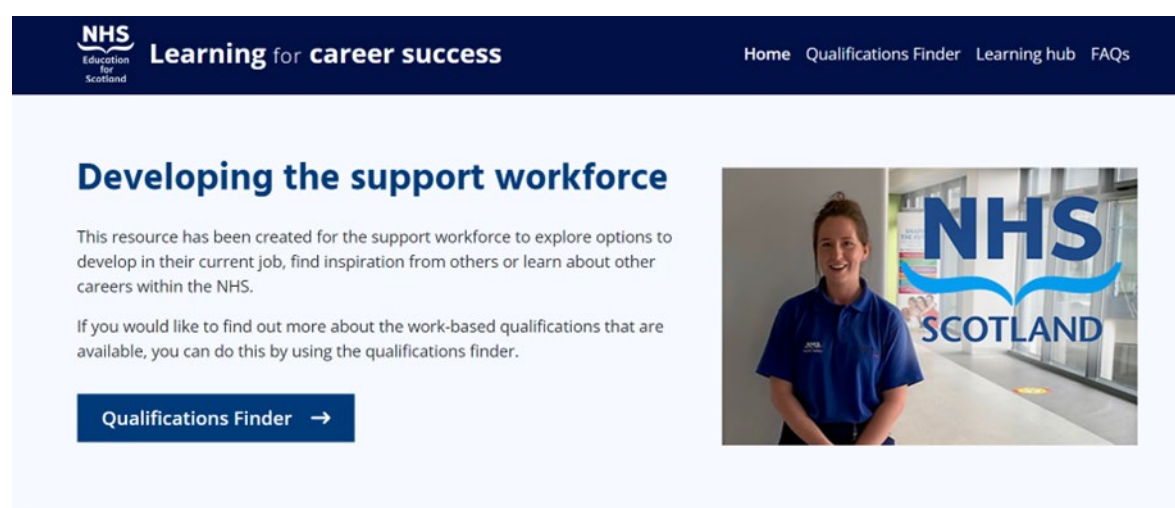 NHS
Education
for
Scotland
Learning for career success
Home Qualifications Finder Learning hub FAQs
Developing the support workforce
This resource has been created for the support workforce to explore options to
develop in their current job, find inspiration from others or learn about other
careers within the NHS.
If you would like to find out more about the work-based qualifications that are
available, you can do this by using the qualifications finder.
Qualifications Finder →
NHS
SCOTLAND